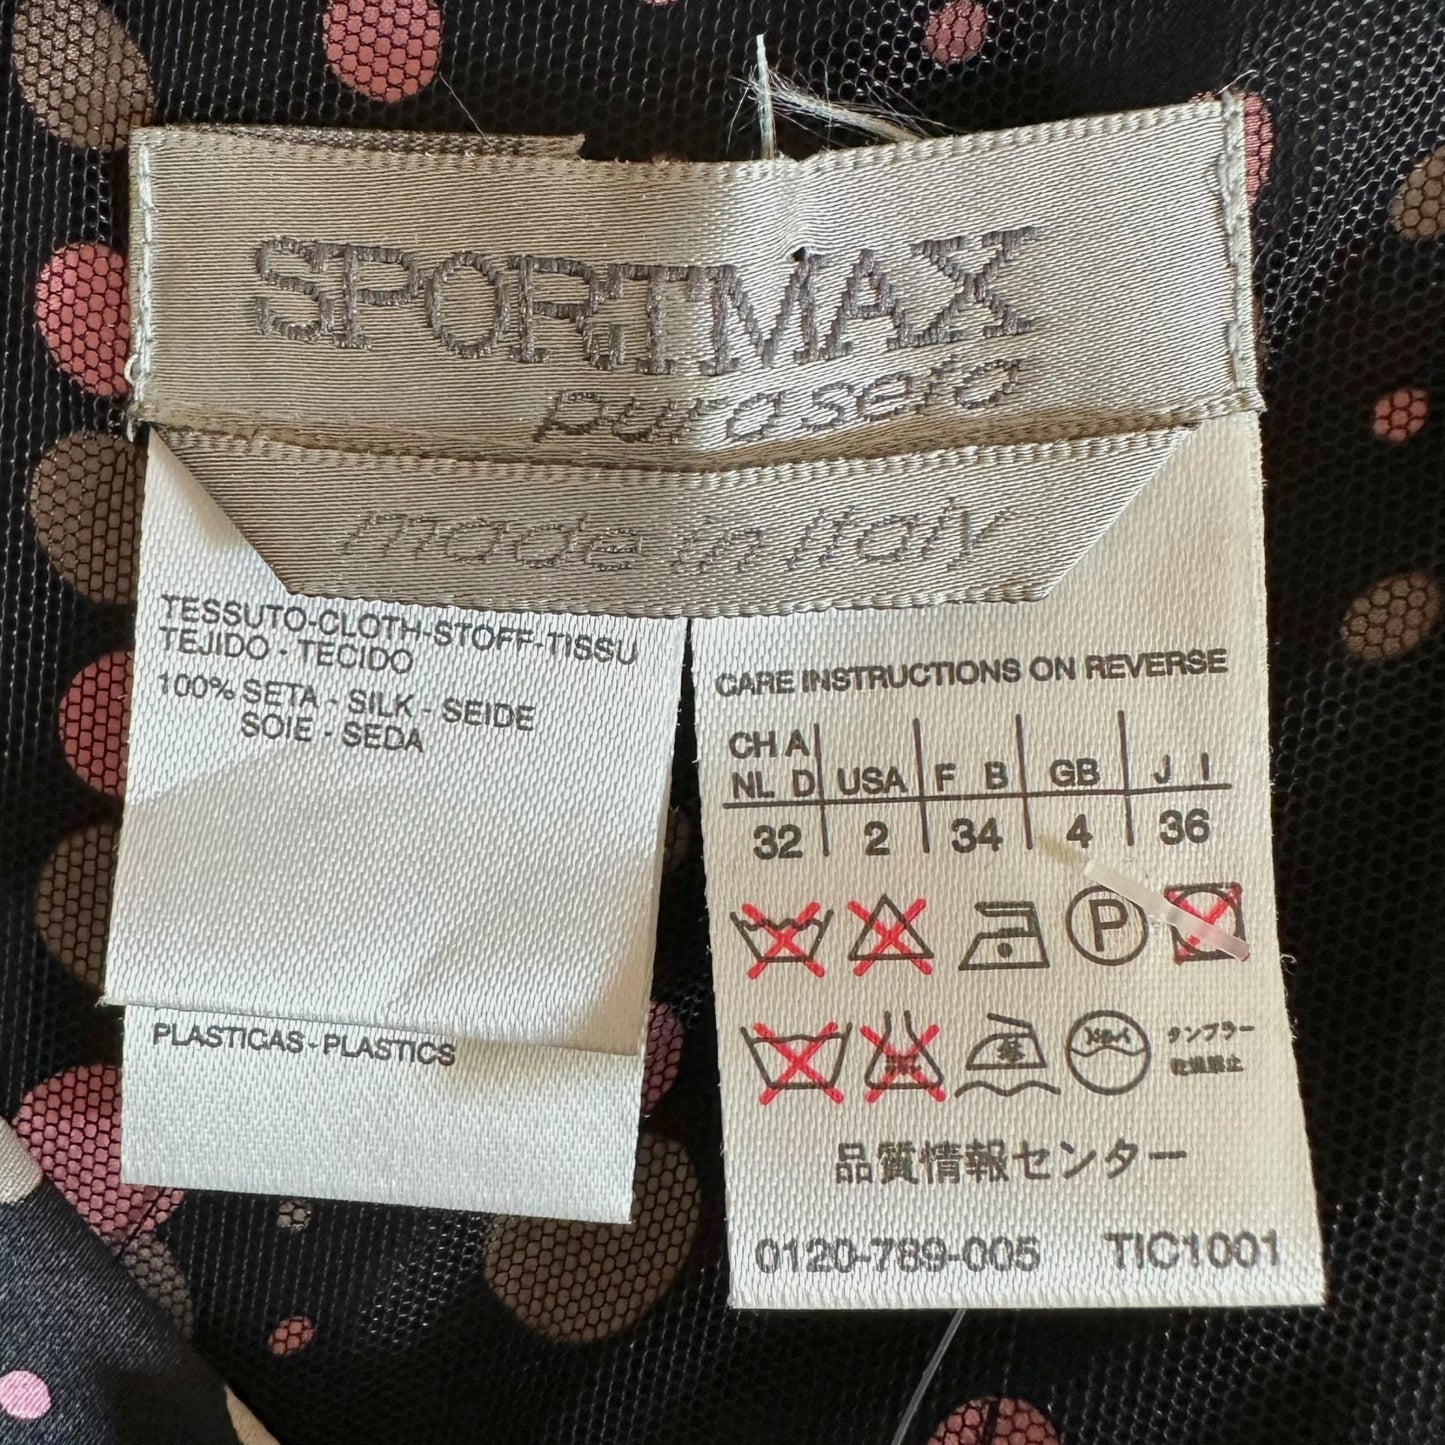 SPORTMAX
pura seta
made in Italy
TESSUTO-CLOTH-STOFF-TISSU
TEJIDO - TECIDO
100% SETA - SILK - SEIDE
SOIE - SEDA
PLASTICAS-PLASTICS
CARE INSTRUCTIONS ON REVERSE
CH A
NL D USA F B GB J I
32 2 34 4 36
P
タンブラー
乾燥禁止
品質情報センター
0120-789-005 TIC1001